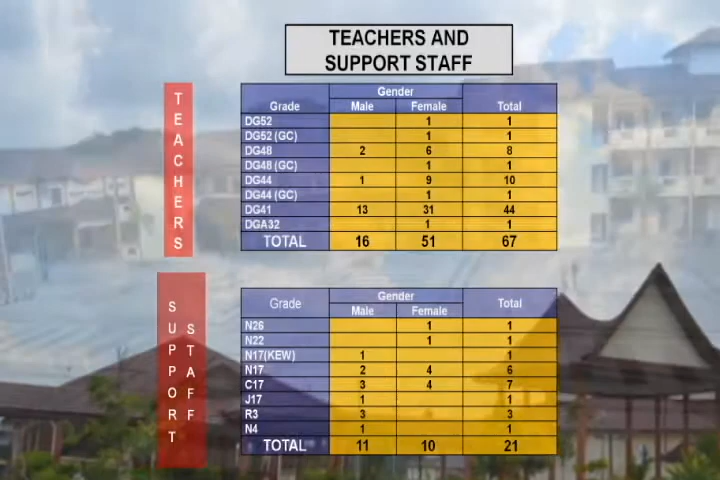 TEACHERS AND
SUPPORT STAFF
TEACHERS
Grade Gender Total
Male Female
DG52 1 1
DG52 (GC) 1 1
DG48 2 6 8
DG48 (GC) 1 1
DG44 1 9 10
DG44 (GC) 1 1
DG41 13 31 44
DGA32 1 1
TOTAL 16 51 67
SUPPORT
STAFF
Grade Gender Total
Male Female
N26 1 1
N22 1 1
N17(KEW) 1 1
N17 2 4 6
C17 3 4 7
J17 1 1
R3 3 3
N4 1 1
TOTAL 11 10 21